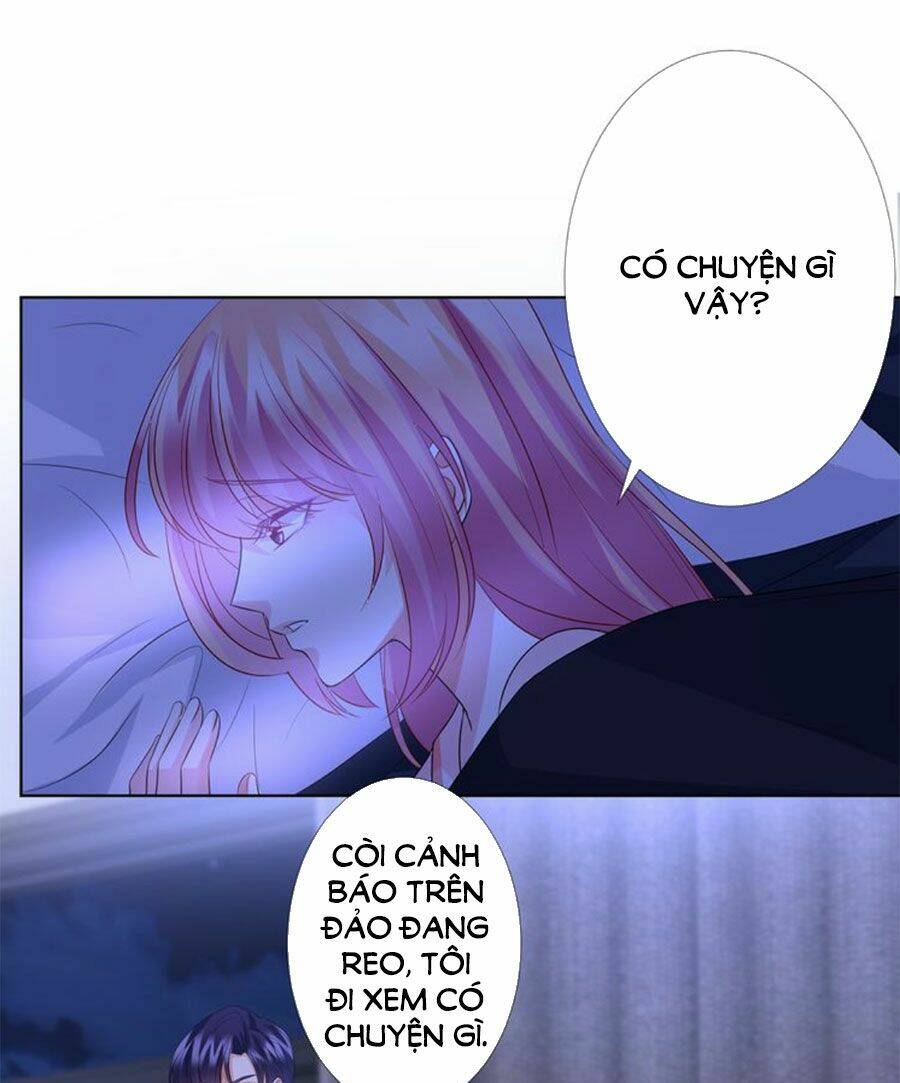 CÓ CHUYỆN GÌ
VẬY?
CÒI CẢNH
BÁO TRÊN
ĐẢO ĐANG
REO, TÔI
ĐI XEM CÓ
CHUYỆN GÌ.